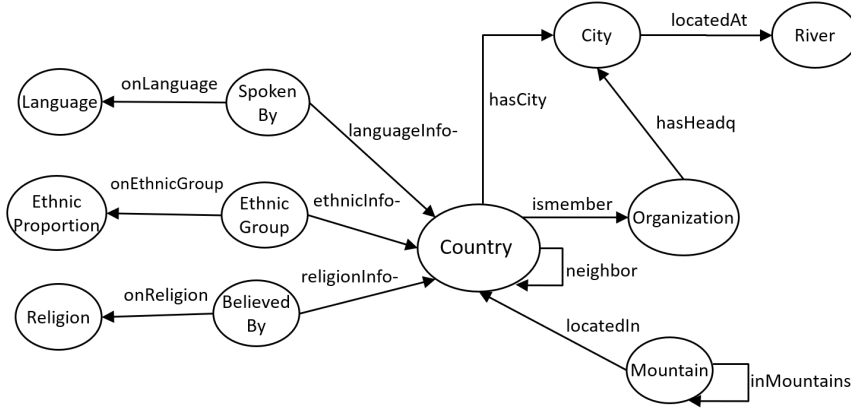 City
locatedAt
River
Language
onLanguage
Spoken
By
hasCity
hasHeadq
languageInfo-
Ethnic
Proportion
onEthnicGroup
Ethnic
Group
ethnicInfo-
ismember
Organization
Country
neighbor
Religion
onReligion
Believed
By
religionInfo-
locatedIn
Mountain
inMountains